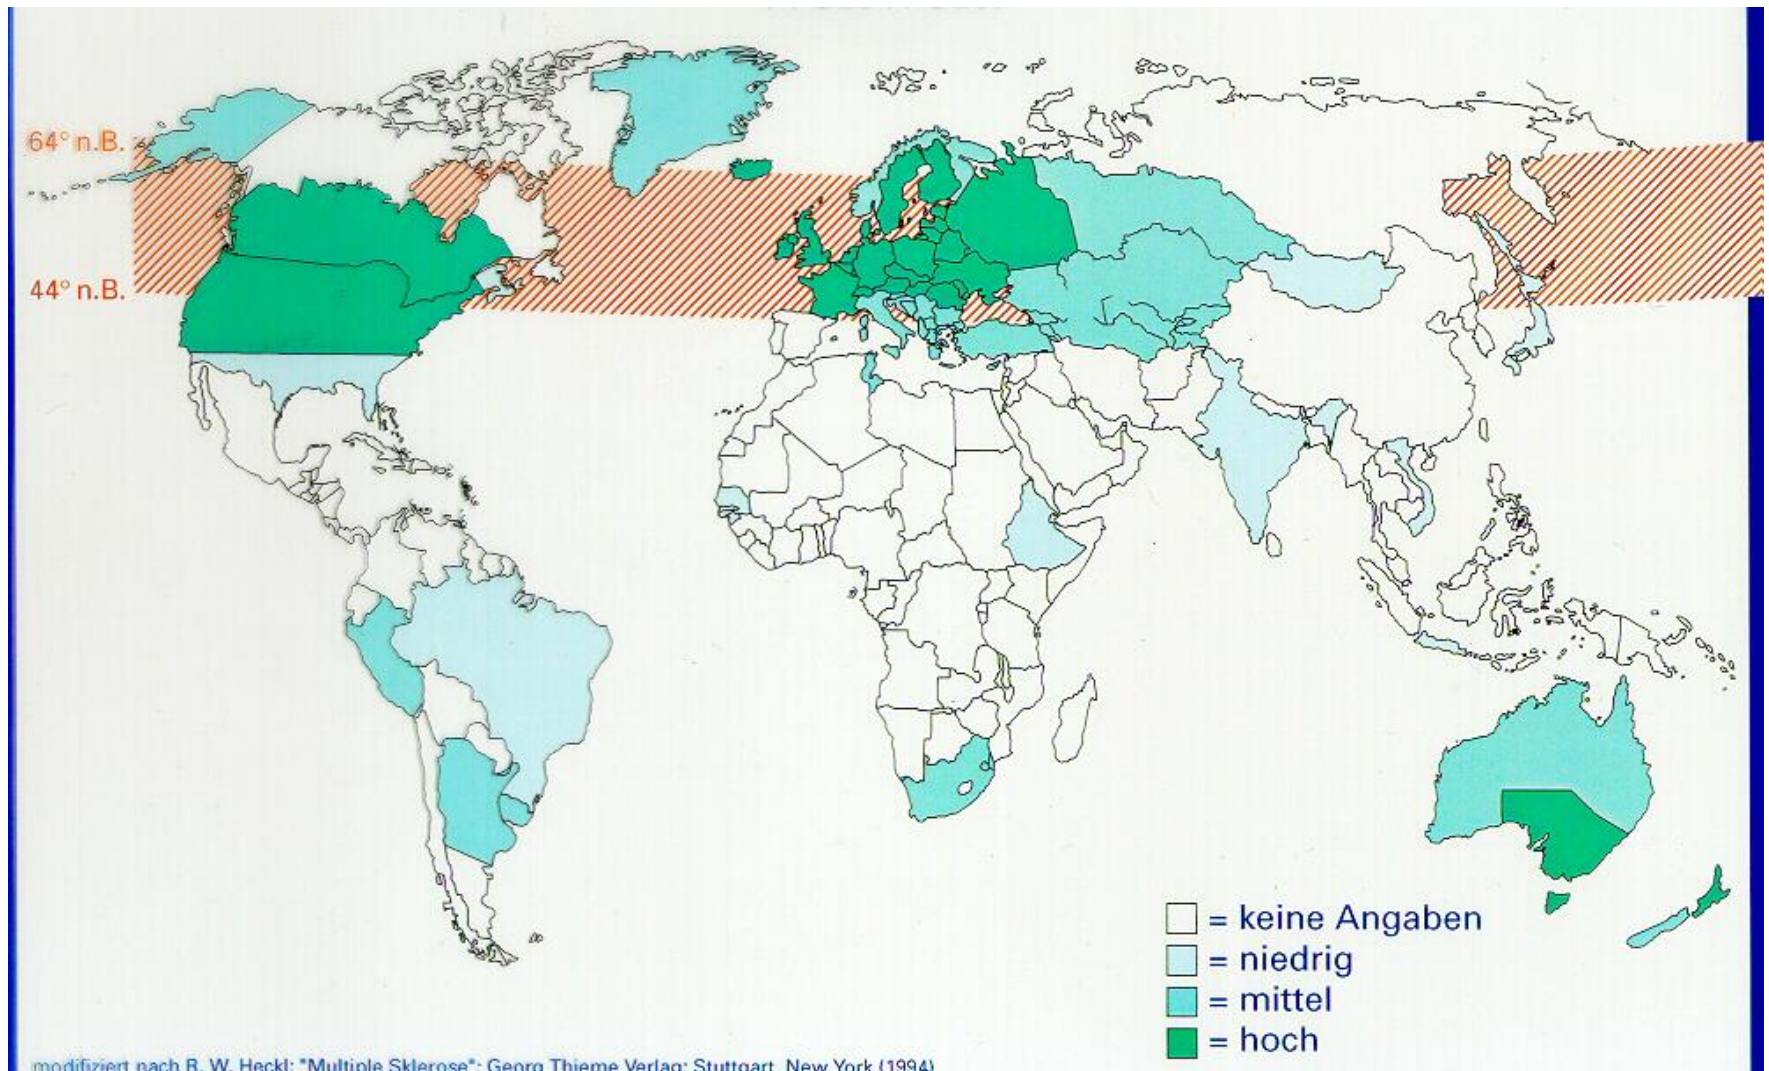 64° n.B.
44° n.B.
= keine Angaben
= niedrig
= mittel
= hoch
modifiziert nach R. W. Heckl: "Multiple Sklerose"; Georg Thieme Verlag; Stuttgart, New York (1994)